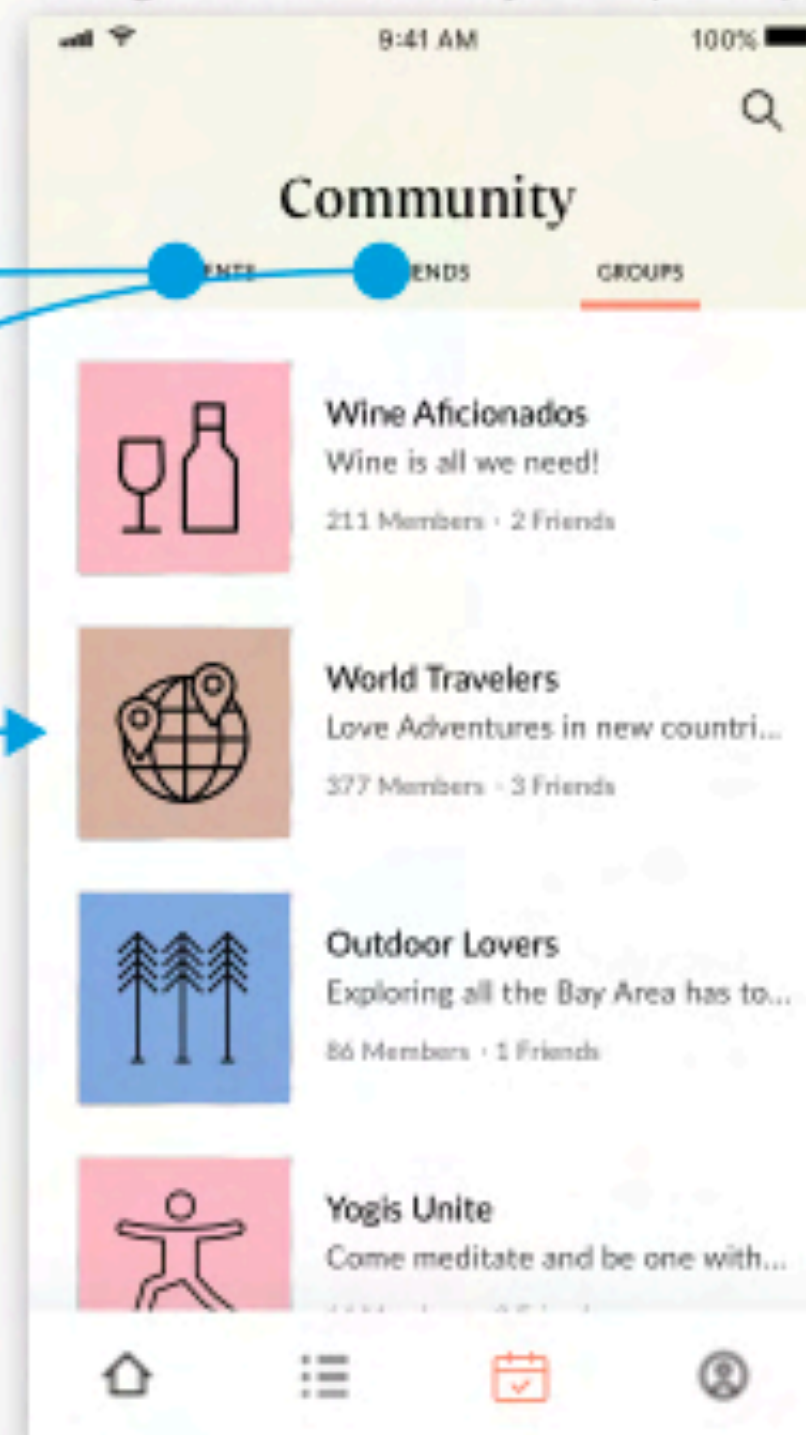 9:41 AM
100%
Community
ENTS
ENDS
GROUPS
Wine Aficionados
Wine is all we need!
211 Members · 2 Friends
World Travelers
Love Adventures in new countri...
377 Members · 3 Friends
Outdoor Lovers
Exploring all the Bay Area has to...
86 Members · 1 Friends
Yogis Unite
Come meditate and be one with...